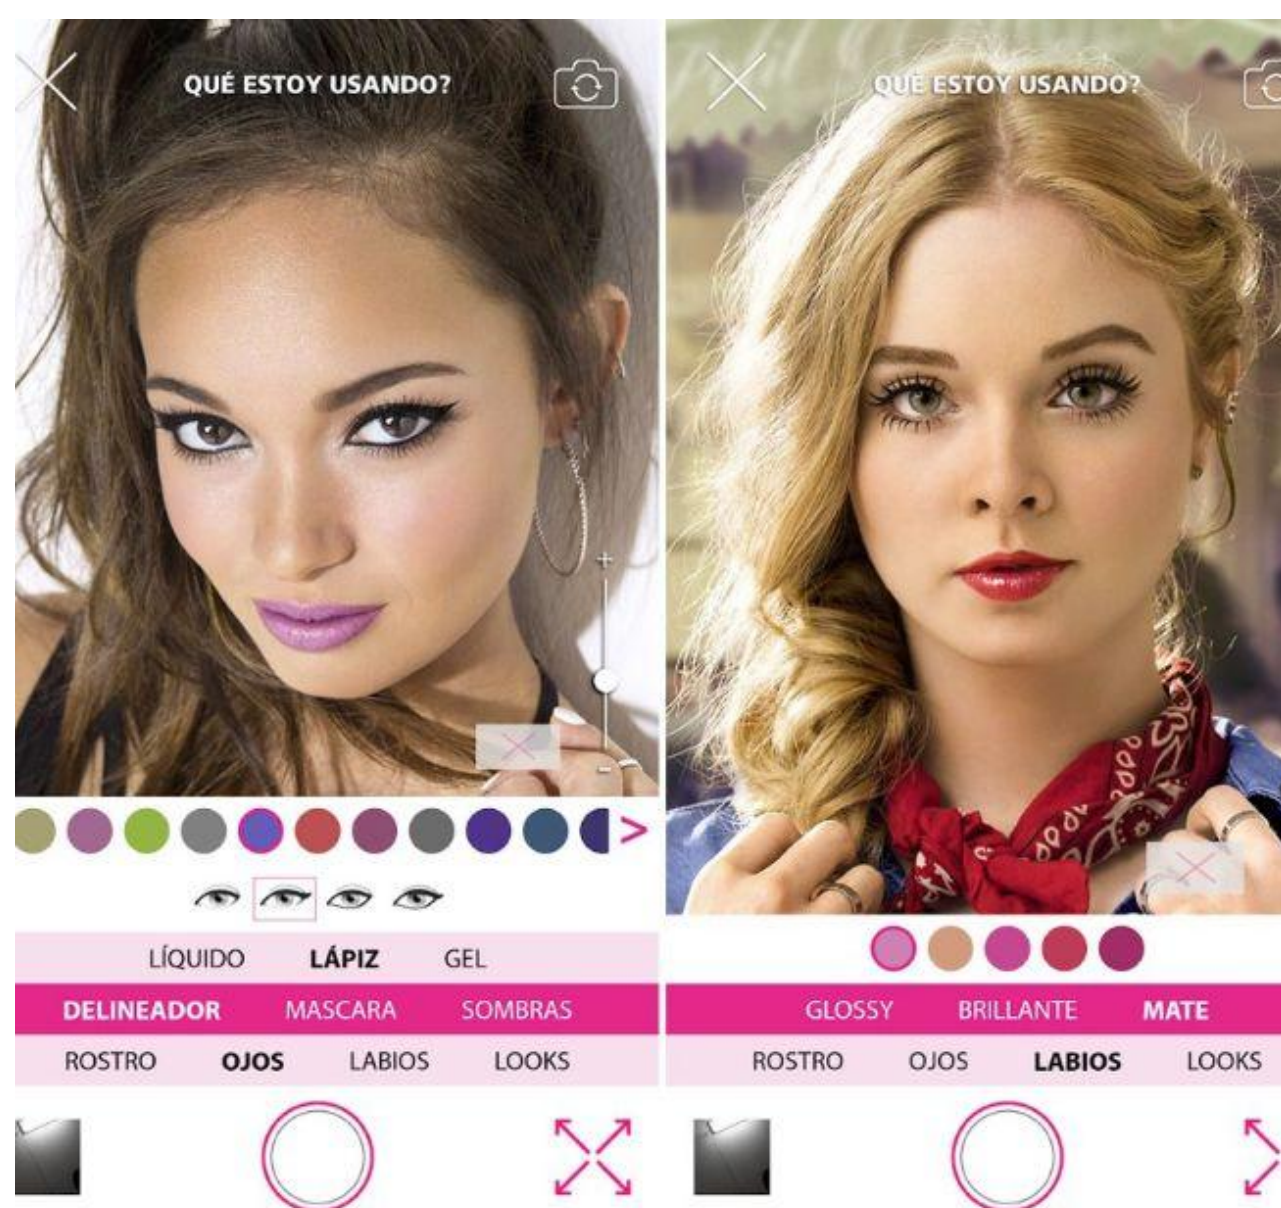 QUÉ ESTOY USANDO?
LÍQUIDO LÁPIZ GEL
DELINEADOR MASCARA SOMBRAS
ROSTRO OJOS LABIOS LOOKS
QUÉ ESTOY USANDO?
GLOSSY BRILLANTE MATE
ROSTRO OJOS LABIOS LOOKS